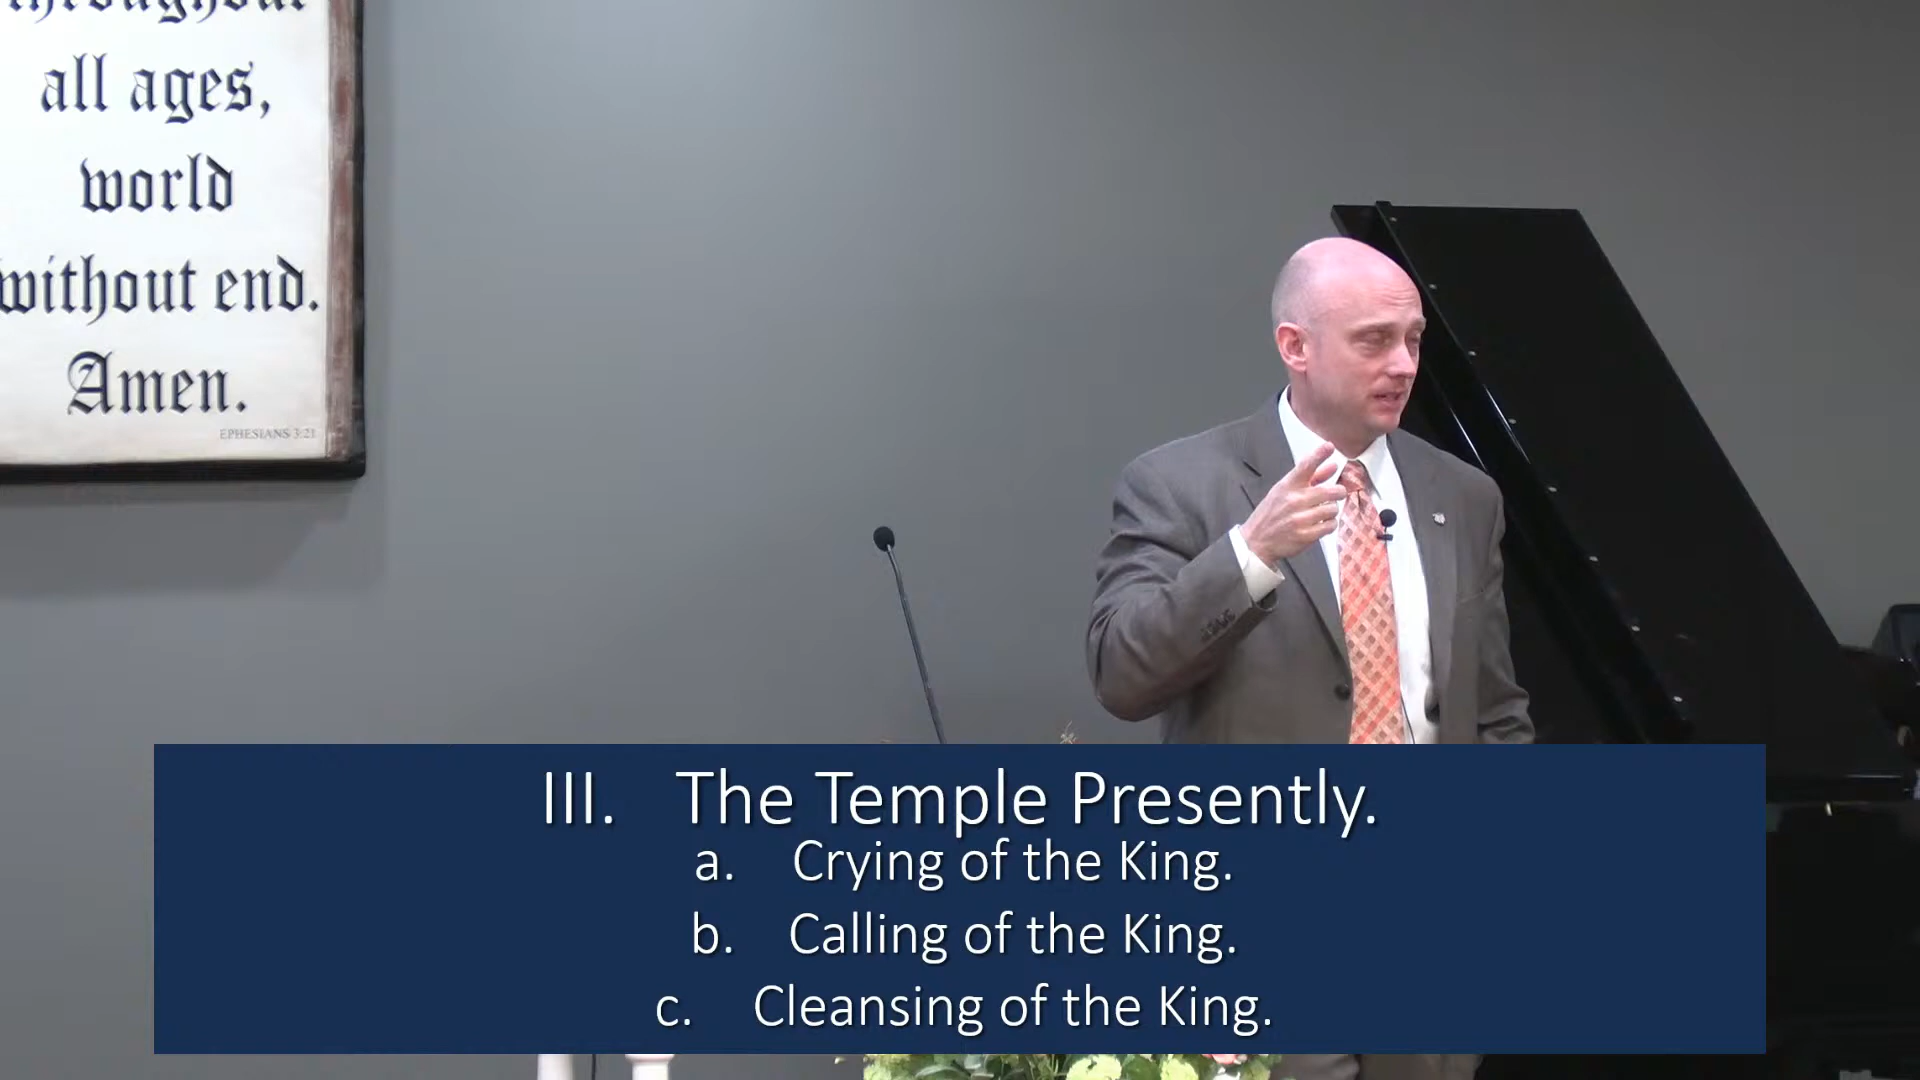 throughout
all ages,
world
without end.
Amen.
EPHESIANS 3:21
III. The Temple Presently.
a. Crying of the King.
b. Calling of the King.
c. Cleansing of the King.